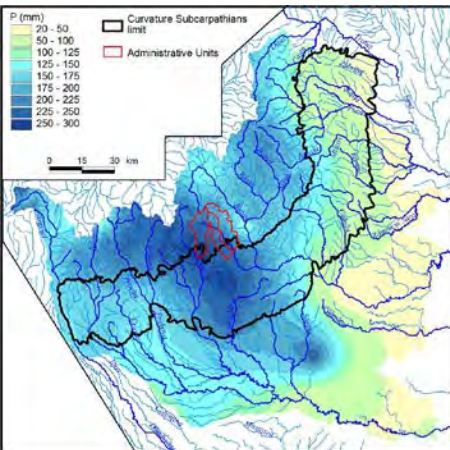 P (mm)
20 - 50
50 - 100
100 - 125
125 - 150
150 - 175
175 - 200
200 - 225
225 - 250
250 - 300
Curvature Subcarpathians
limit
Administrative Units
0 15 30 km